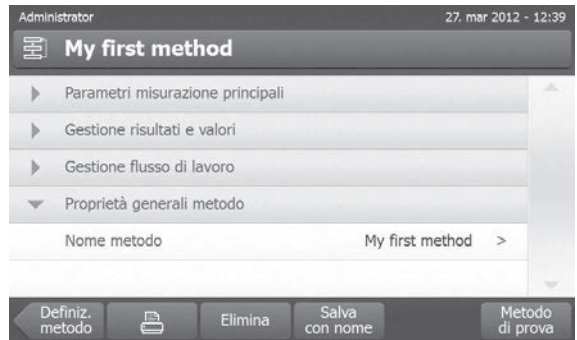 Administrator 27. mar 2012 - 12:39
My first method
Parametri misurazione principali
Gestione risultati e valori
Gestione flusso di lavoro
Proprietà generali metodo
Nome metodo My first method >
Definiz.
metodo
Elimina
Salva
con nome
Metodo
di prova